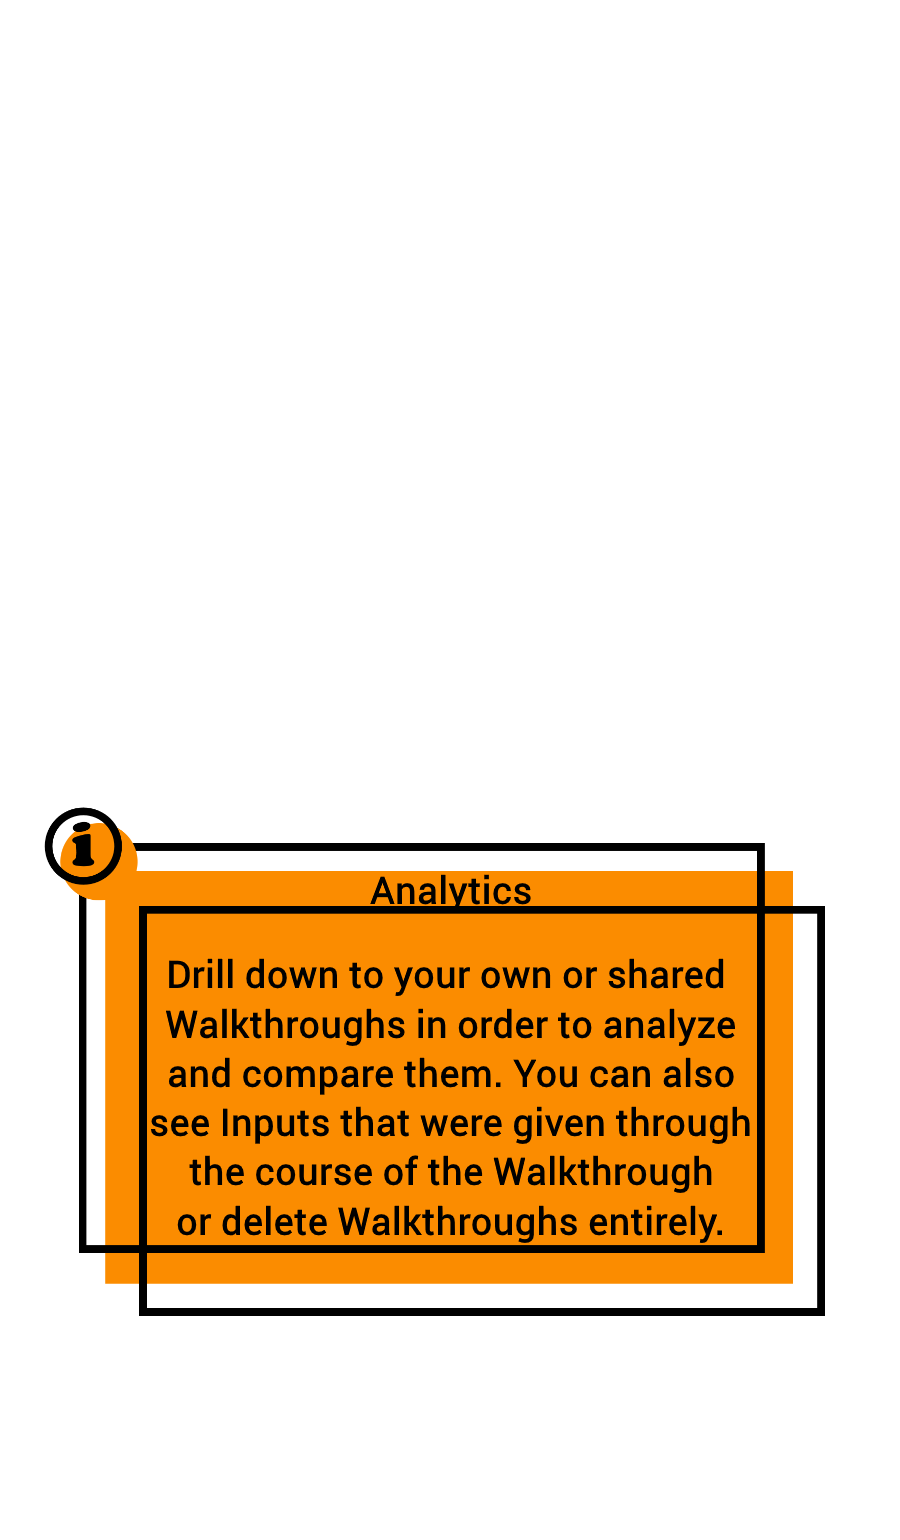 i
Analytics
Drill down to your own or shared
Walkthroughs in order to analyze
and compare them. You can also
see Inputs that were given through
the course of the Walkthrough
or delete Walkthroughs entirely.